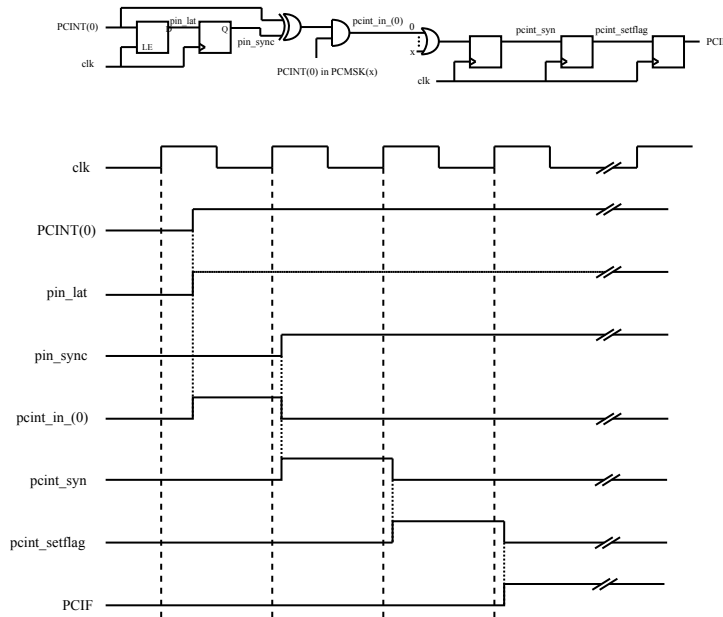 PCINT(0)
pin_lat
D
LE
Q
pin_sync
clk
pcint_in_(0)
PCINT(0) in PCMSK(x)
0
x
clk
pcint_syn
pcint_setflag
PCI
clk
PCINT(0)
pin_lat
pin_sync
pcint_in_(0)
pcint_syn
pcint_setflag
PCIF